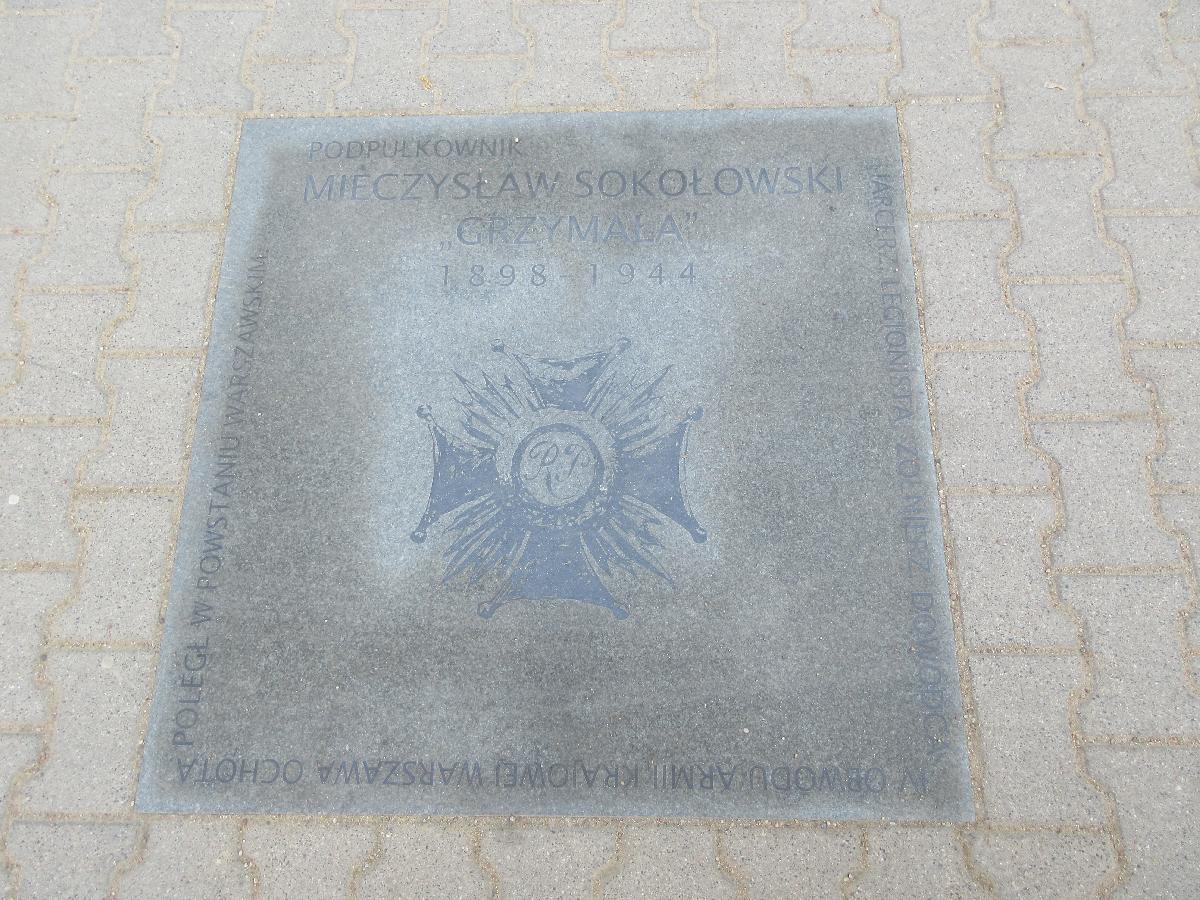 PODPUŁKOWNIK
MIECZYSŁAW SOKOŁOWSKI
„GRZYMAŁA”
1898-1944
HARCERZ, LEGIONISTA ŻOŁNIERZ DOWÓDCA
IV OBWODU ARMII KRAJOWEJ WARSZAWA OCHOTA
POLEGŁ W POWSTANIU WARSZAWSKIM
RP